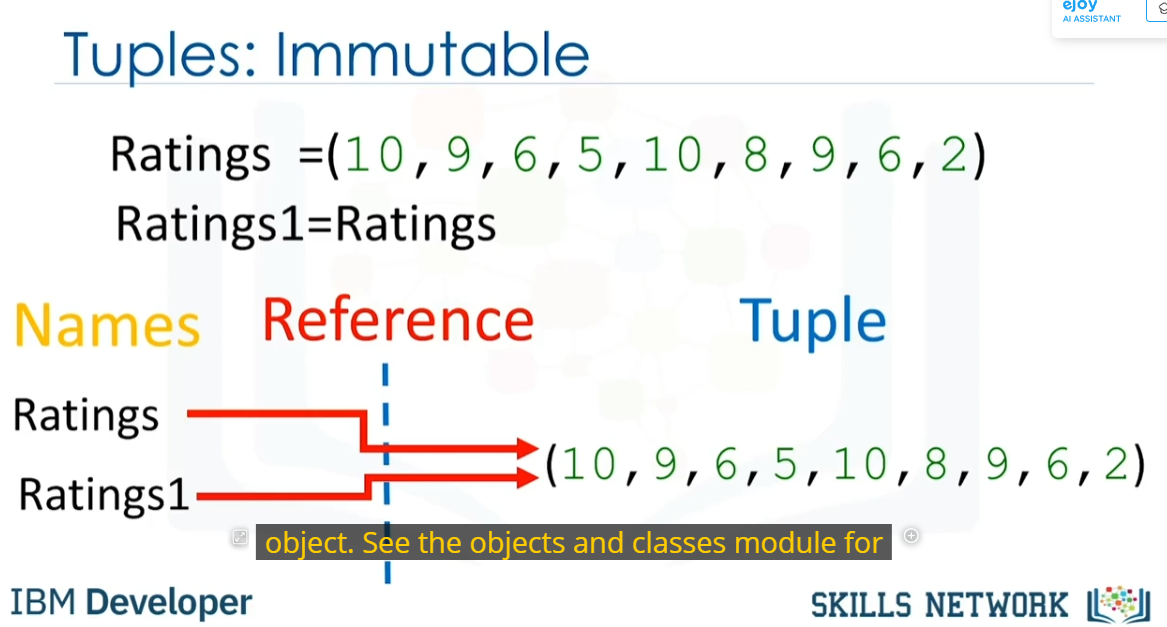 ejoy
AI ASSISTANT
Tuples: Immutable
Ratings =(10,9,6,5,10,8,9,6,2)
Ratings1=Ratings
Names Reference Tuple
Ratings
(10,9,6,5,10,8,9,6,2)
Ratings1
object. See the objects and classes module for
IBM Developer
SKILLS NETWORK